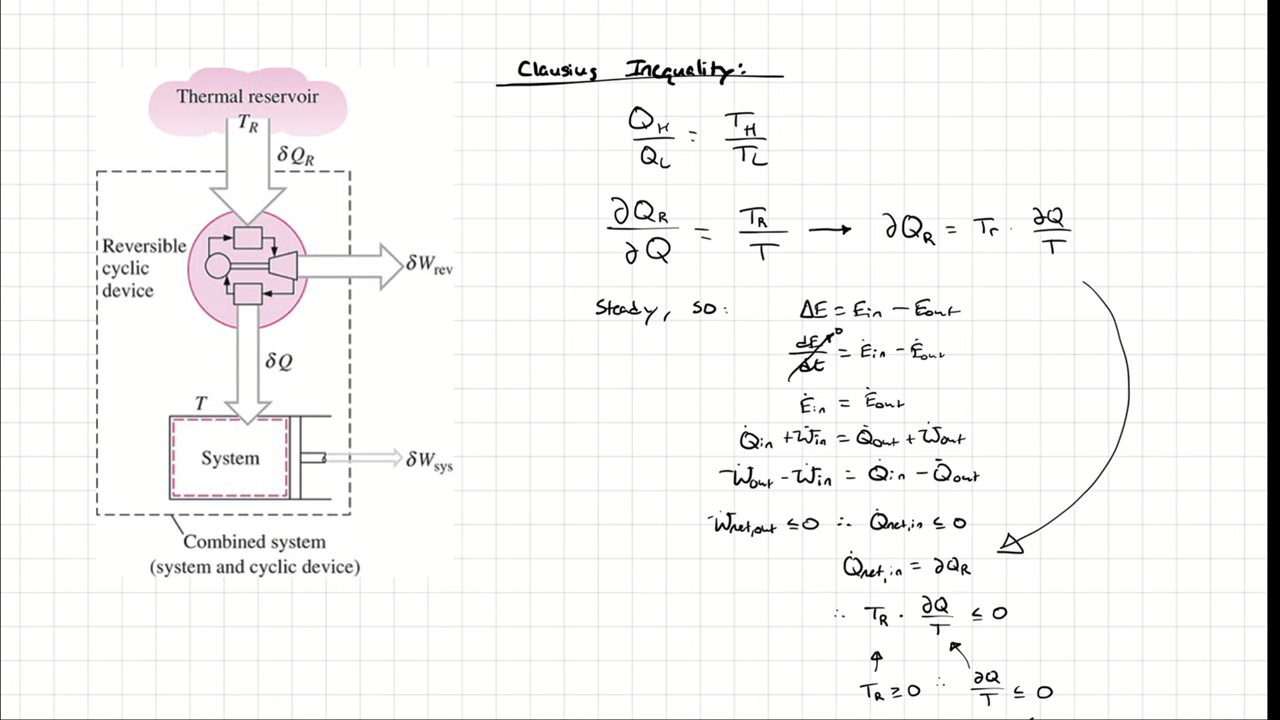 Thermal reservoir
T_R
δQ_R
Reversible
cyclic
device
δW_rev
δQ
T
System
δW_sys
Combined system
(system and cyclic device)
Clausius Inequality:
Q_H/Q_L = T_H/T_L
∂Q_R/∂Q = T_R/T → ∂Q_R = T_r · ∂Q/T
Steady, so: ΔE = E_in − E_out
dE/dt ↗0 = Ė_in − Ė_out
Ė_in = Ė_out
Q̇_in + Ẇ_in = Q̇_out + Ẇ_out
Ẇ_out − Ẇ_in = Q̇_in − Q̇_out
Ẇ_net,out ≤ 0 ∴ Q̇_net,in ≤ 0
Q̇_net,in = ∂Q_R
∴ T_R · ∂Q/T ≤ 0
T_R ≥ 0 ∴ ∂Q/T ≤ 0